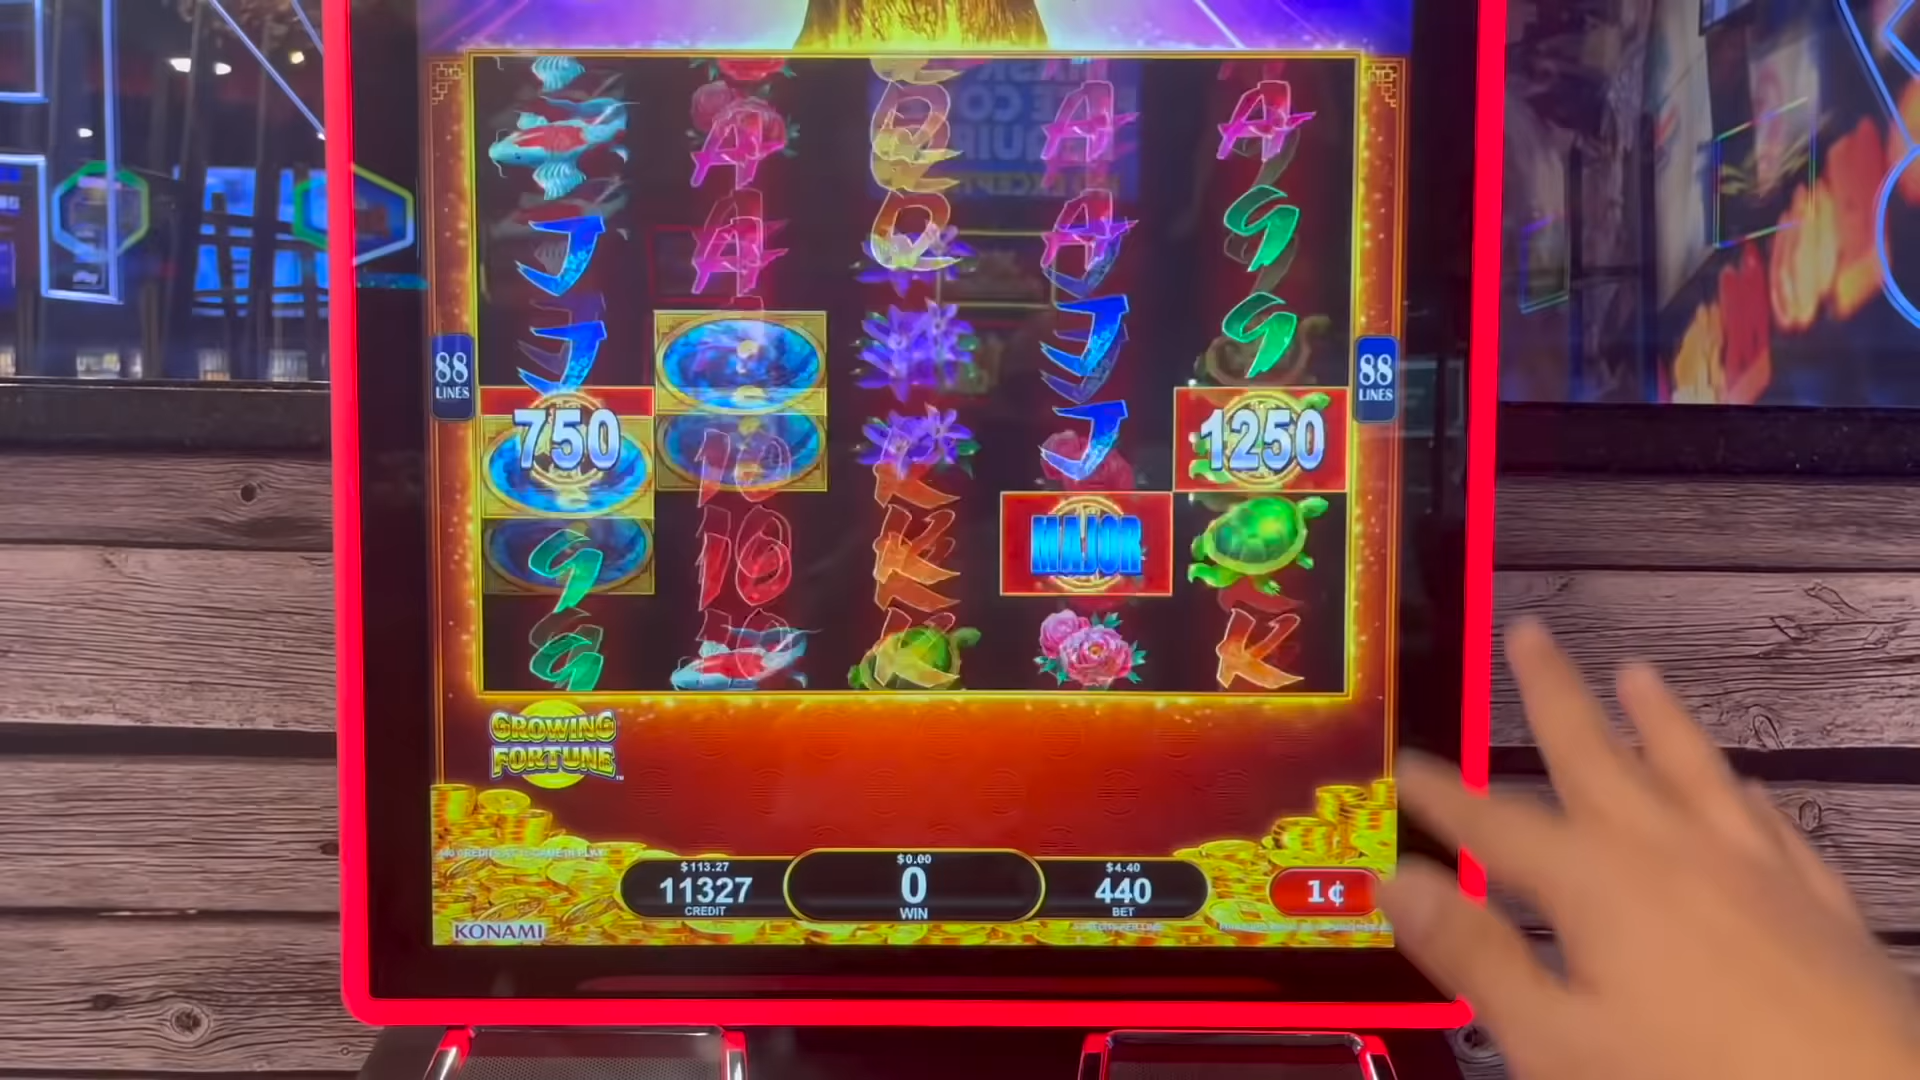 88
LINES
88
LINES
750
1250
MAJOR
GROWING
FORTUNE
$113.27
11327
CREDIT
$0.00
0
WIN
$4.40
440
BET
1¢
KONAMI